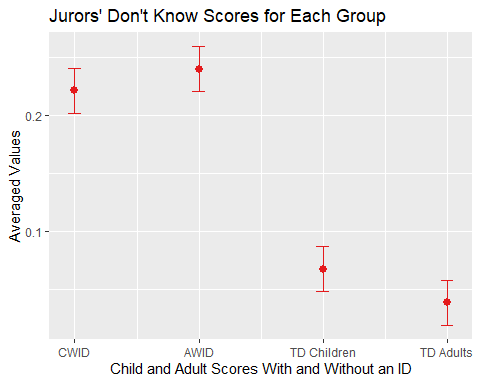 Jurors' Don't Know Scores for Each Group
Averaged Values
0.2
0.1
CWID AWID TD Children TD Adults
Child and Adult Scores With and Without an ID